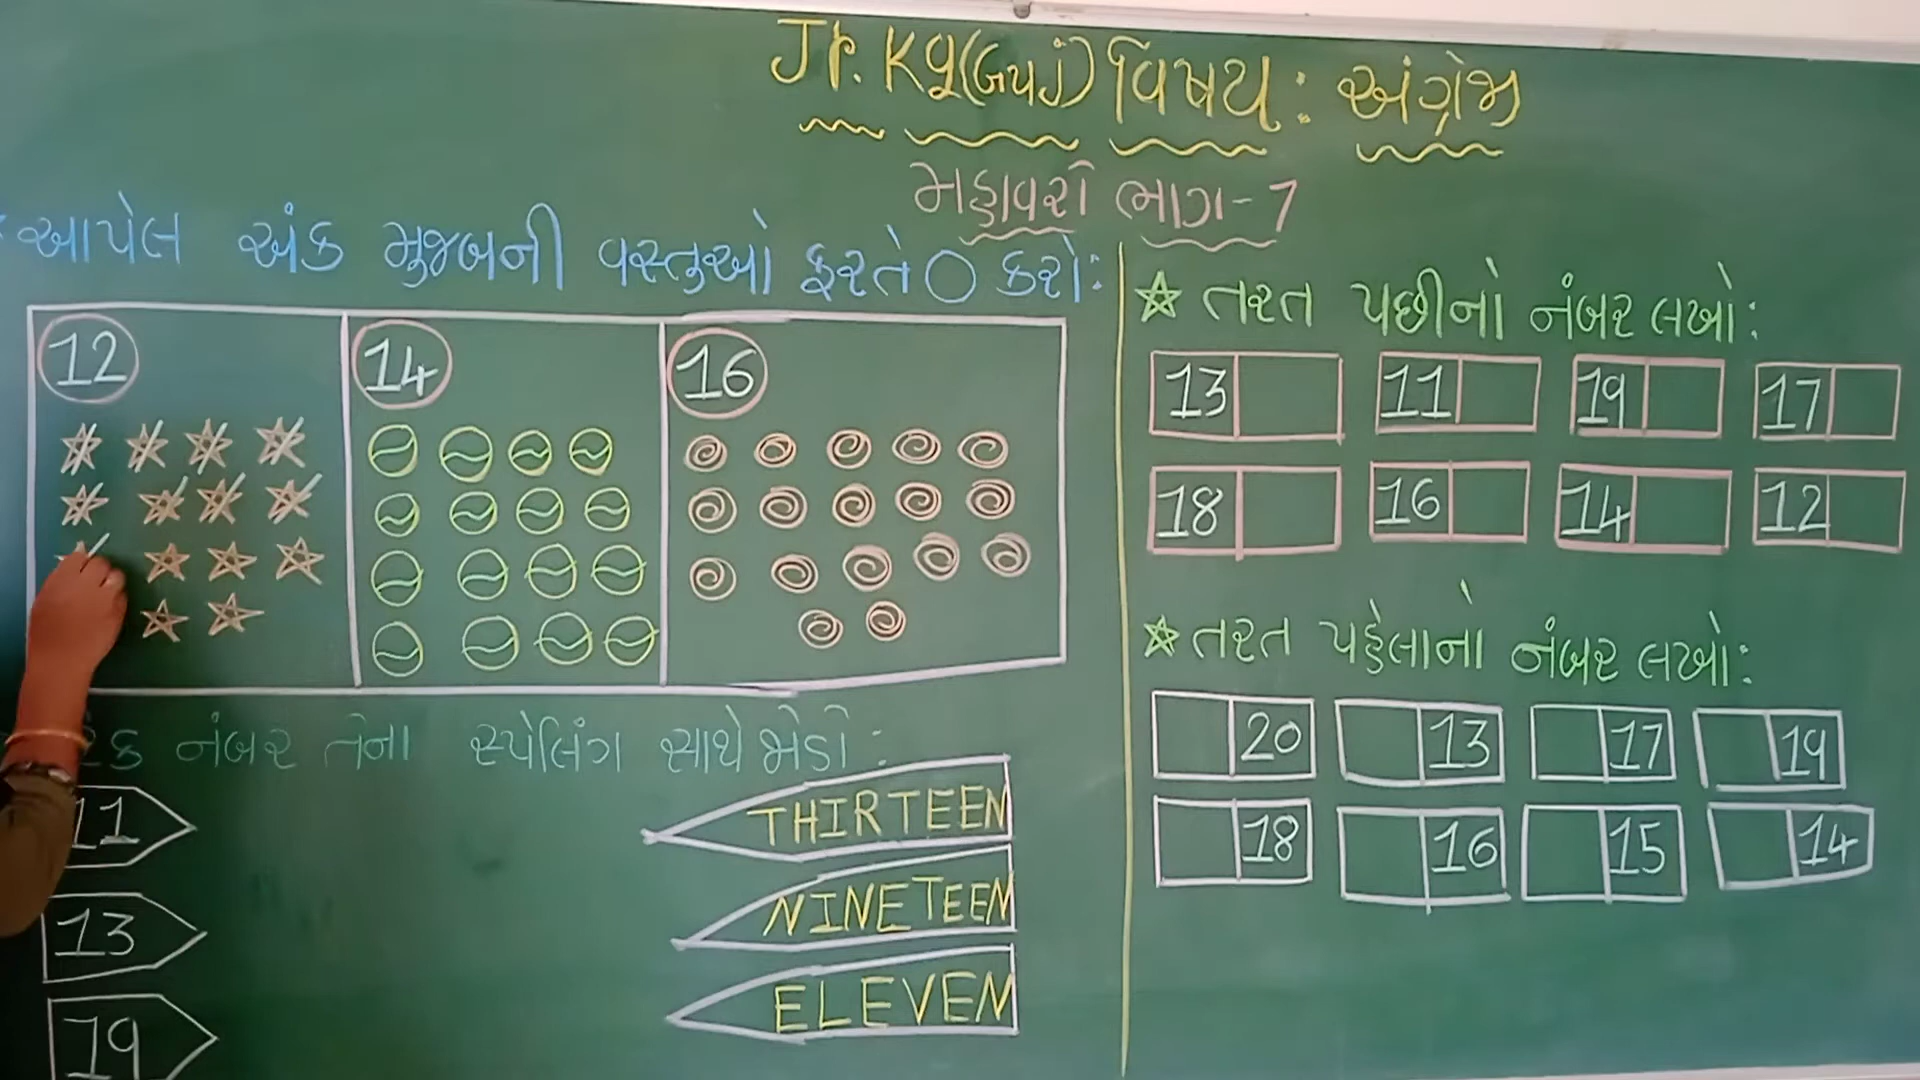 Jr. Kg (ગુજ) વિષય : અંગ્રેજી
મહાવરો ભાગ-7
આપેલ અંક મુજબની વસ્તુઓ ફરતે ○ કરો:
12 14 16
નંબર તેના સ્પેલિંગ સાથે જોડો :
11 THIRTEEN
13 NINETEEN
19 ELEVEN
☆ તરત પછીનો નંબર લખો:
13 11 19 17
18 16 14 12
☆ તરત પહેલાનો નંબર લખો:
20 13 17 19
18 16 15 14